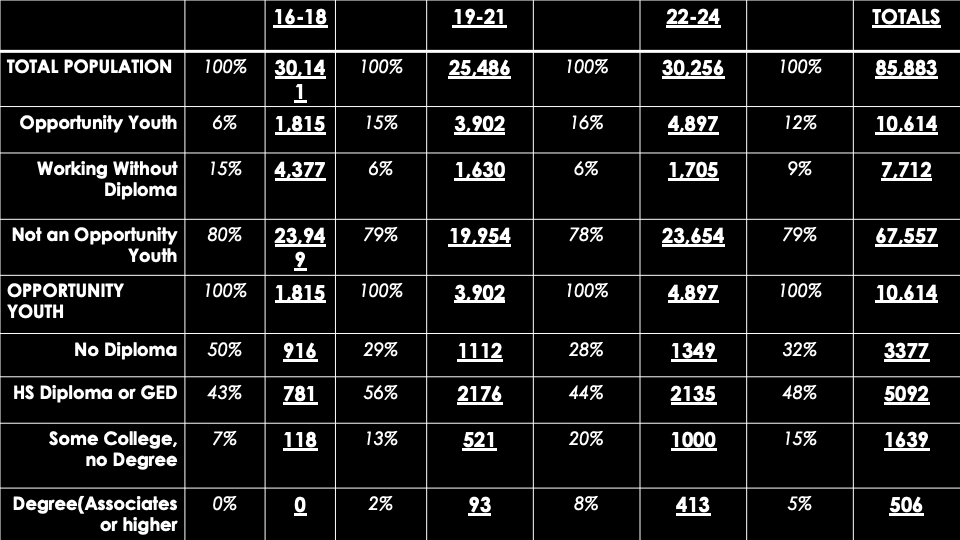 16-18 19-21 22-24 TOTALS
TOTAL POPULATION 100% 30,14 100% 25,486 100% 30,256 100% 85,883
1
Opportunity Youth 6% 1,815 15% 3,902 16% 4,897 12% 10,614
Working Without 15% 4,377 6% 1,630 6% 1,705 9% 7,712
Diploma
Not an Opportunity 80% 23,94 79% 19,954 78% 23,654 79% 67,557
Youth 9
OPPORTUNITY 100% 1,815 100% 3,902 100% 4,897 100% 10,614
YOUTH
No Diploma 50% 916 29% 1112 28% 1349 32% 3377
HS Diploma or GED 43% 781 56% 2176 44% 2135 48% 5092
Some College, 7% 118 13% 521 20% 1000 15% 1639
no Degree
Degree(Associates 0% 0 2% 93 8% 413 5% 506
or higher